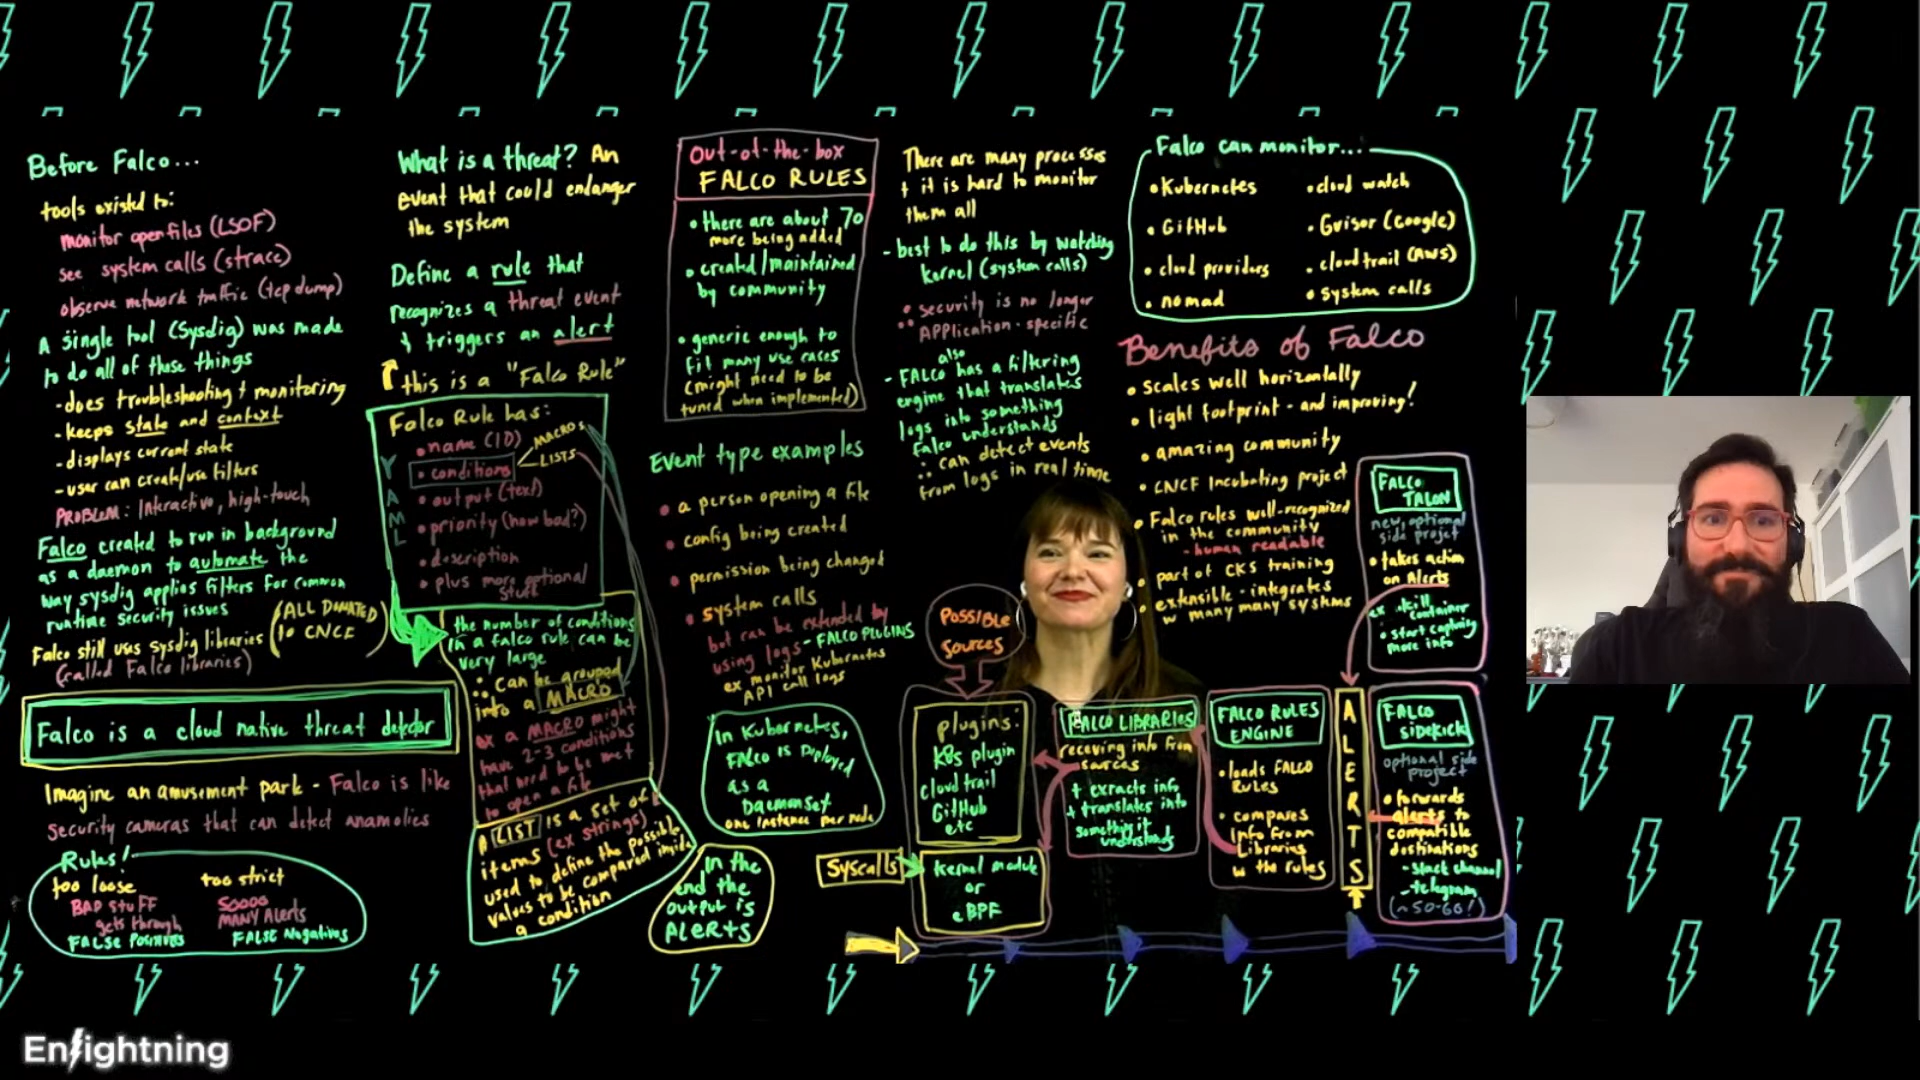 Before Falco...
tools existed to:
monitor open files (LSOF)
see system calls (strace)
observe network traffic (tcp dump)
A single tool (Sysdig) was made
to do all of those things
- does troubleshooting + monitoring
- keeps state and context
- displays current state
- user can create/use filters
PROBLEM: Interactive, high-touch
Falco created to run in background
as a daemon to automate the
way sysdig applies filters for common
runtime security issues
(ALL DONATED
to CNCF)
Falco still uses sysdig libraries
(called Falco libraries)
Falco is a cloud native threat detector
Imagine an amusement park - Falco is like
security cameras that can detect anamolies
Rules!
too loose
BAD STUFF
gets through
FALSE POSITIVES
too strict
SOOOO
MANY Alerts
FALSE Negatives
What is a threat? An
event that could endanger
the system
Define a rule that
recognizes a threat event
+ triggers an alert
this is a "Falco Rule"
Falco Rule has:
YAML
• name (ID)
• conditions
- MACROS
- LISTS
• output (text)
• priority (how bad?)
• description
• plus more optional
stuff
the number of conditions
in a falco rule can be
very large
∴ can be grouped
into a MACRO
ex a MACRO might
have 2-3 conditions
that need to be met
to open a file
A LIST is a set of
items (ex strings)
used to define the possible
values to be compared inside
a condition
Out-of-the-box
FALCO RULES
• there are about 70
more being added
• created/maintained
by community
• generic enough to
fit many use cases
(might need to be
tuned when implemented)
Event type examples
• a person opening a file
• config being created
• permission being changed
• system calls
but can be extended by
using logs - FALCO PLUGINS
ex monitor Kubernetes
API call logs
In Kubernetes,
FALCO is Deployed
as a
DaemonSet
one instance per node
In the
end the
output is
ALERTS
There are many processes
+ it is hard to monitor
them all
- best to do this by watching
kernel (system calls)
• security is no longer
APPlication-specific
also
- FALCO has a filtering
engine that translates
logs into something
Falco understands
∴ can detect events
from logs in real time
Possible
sources
plugins:
k8s plugin
cloud trail
GitHub
etc
Syscalls
kernel module
or
eBPF
FALCO LIBRARIES
receving info from
sources
+ exracts info
+ translates into
something it
understands
FALCO RULES
ENGINE
• loads FALCO
RULES
• compares
info from
Libraries
w the rules
ALERTS
Falco can monitor...
• Kubernetes
• GitHub
• cloud providers
• nomad
• cloud watch
• Gvisor (Google)
• cloud trail (AWS)
• system calls
Benefits of Falco
• scales well horizontally
• light footprint - and improving!
• amazing community
• CNCF Incubating project
• Falco rules well-recognized
in the community
- human readable
• part of CKS training
• extensible - integrates
w many many systems
FALCO
TALON
new, optional
side projet
• takes action
on Alerts
ex • kill
container
• start capturing
more info
FALCO
SIDEKICK
optional side
project
• forwards
alerts to
compatible
destinations
- slack channel
- telegram
(~50-60!)
Enlightning